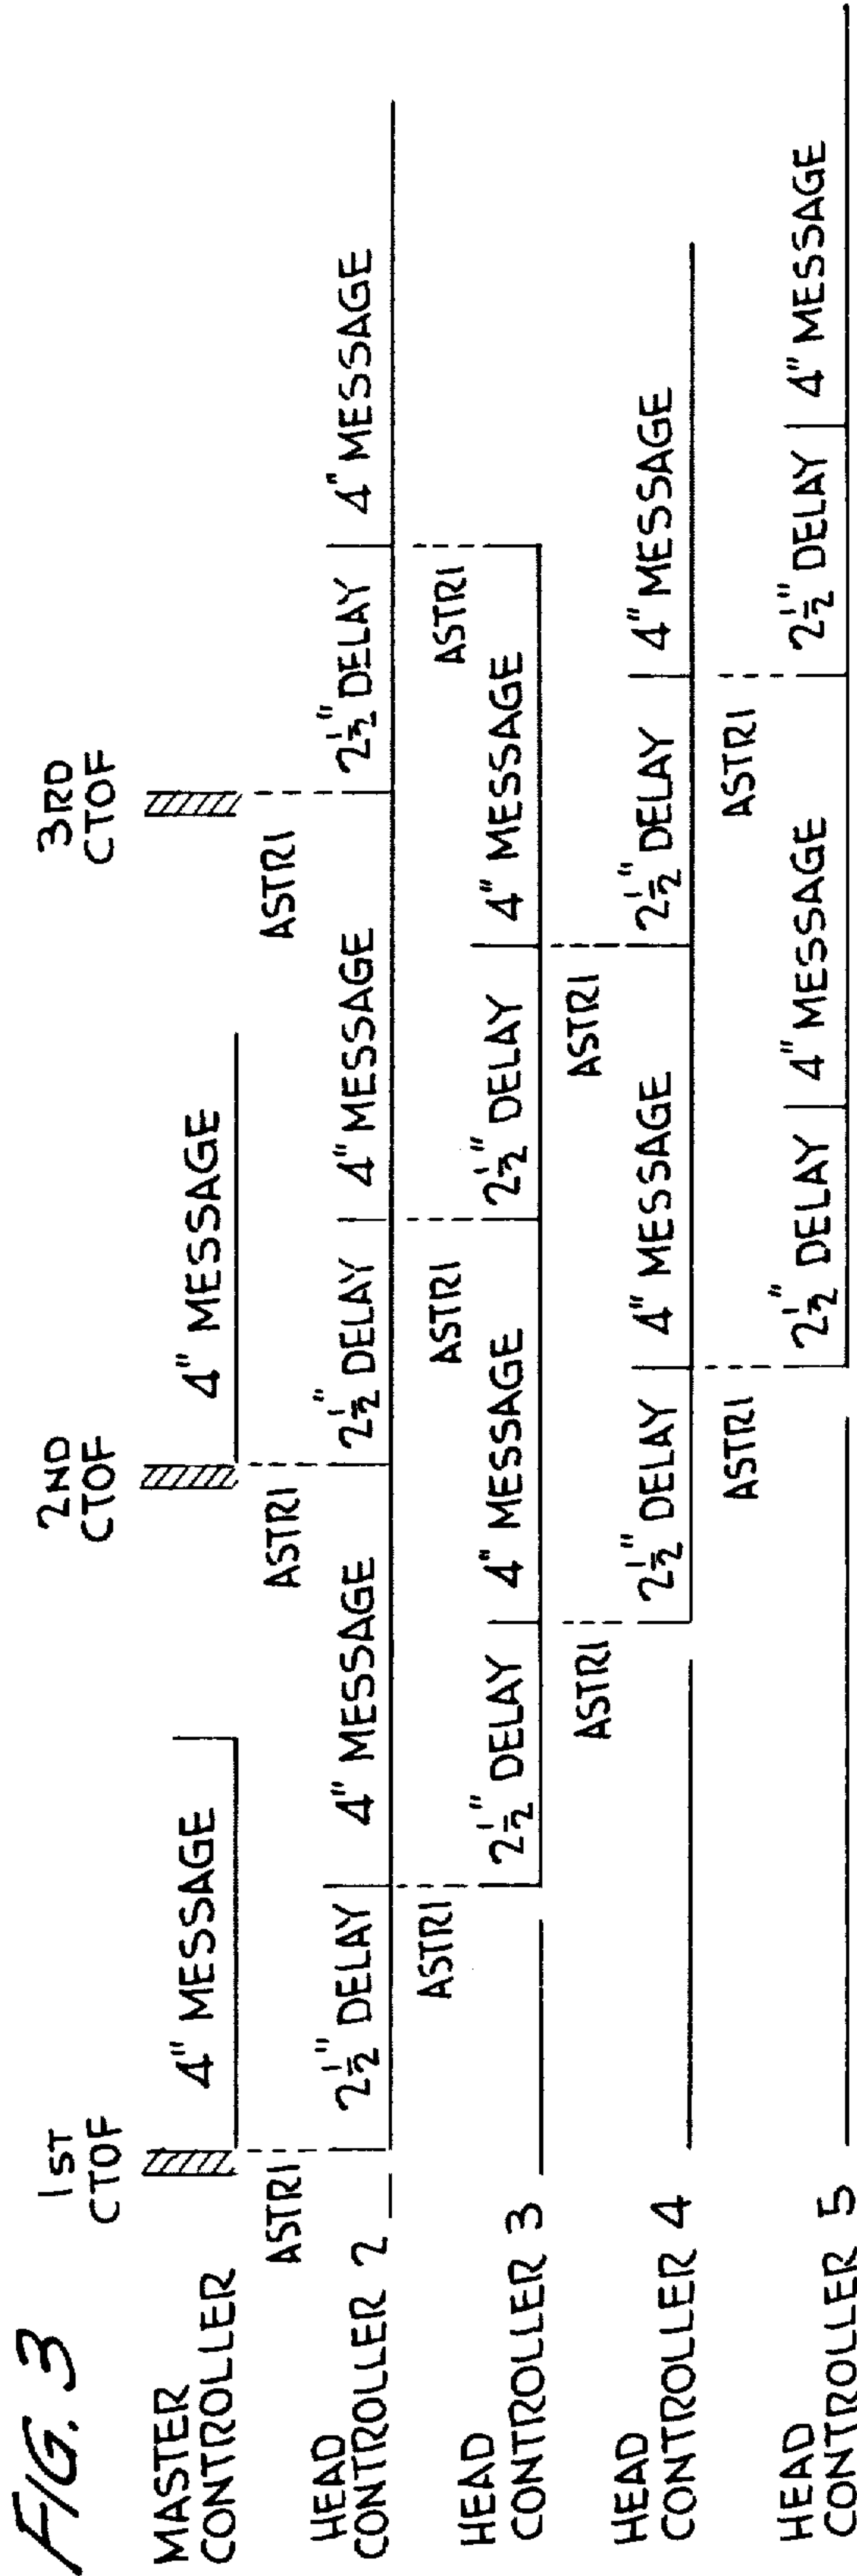 FIG. 3
1ST
CTOF
2ND
CTOF
3RD
CTOF
MASTER
CONTROLLER
4" MESSAGE
4" MESSAGE
ASTRI
ASTRI
ASTRI
HEAD
CONTROLLER 2
2½" DELAY
4" MESSAGE
2½" DELAY
4" MESSAGE
2½" DELAY
4" MESSAGE
ASTRI
ASTRI
ASTRI
HEAD
CONTROLLER 3
2½" DELAY
4" MESSAGE
2½" DELAY
4" MESSAGE
ASTRI
ASTRI
HEAD
CONTROLLER 4
2½" DELAY
4" MESSAGE
2½" DELAY
4" MESSAGE
ASTRI
ASTRI
HEAD
CONTROLLER 5
2½" DELAY
4" MESSAGE
2½" DELAY
4" MESSAGE